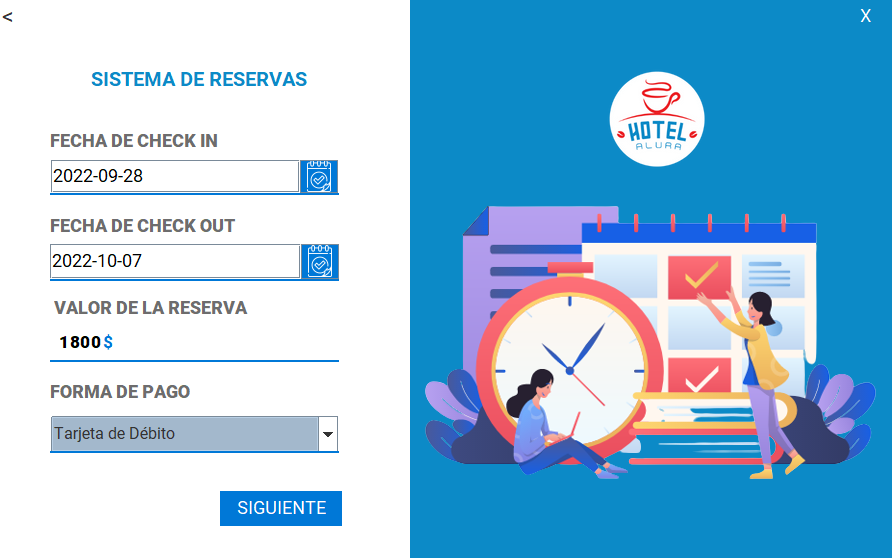 <
X
SISTEMA DE RESERVAS
FECHA DE CHECK IN
2022-09-28
FECHA DE CHECK OUT
2022-10-07
VALOR DE LA RESERVA
1800$
FORMA DE PAGO
Tarjeta de Débito
SIGUIENTE
HOTEL
ALURA